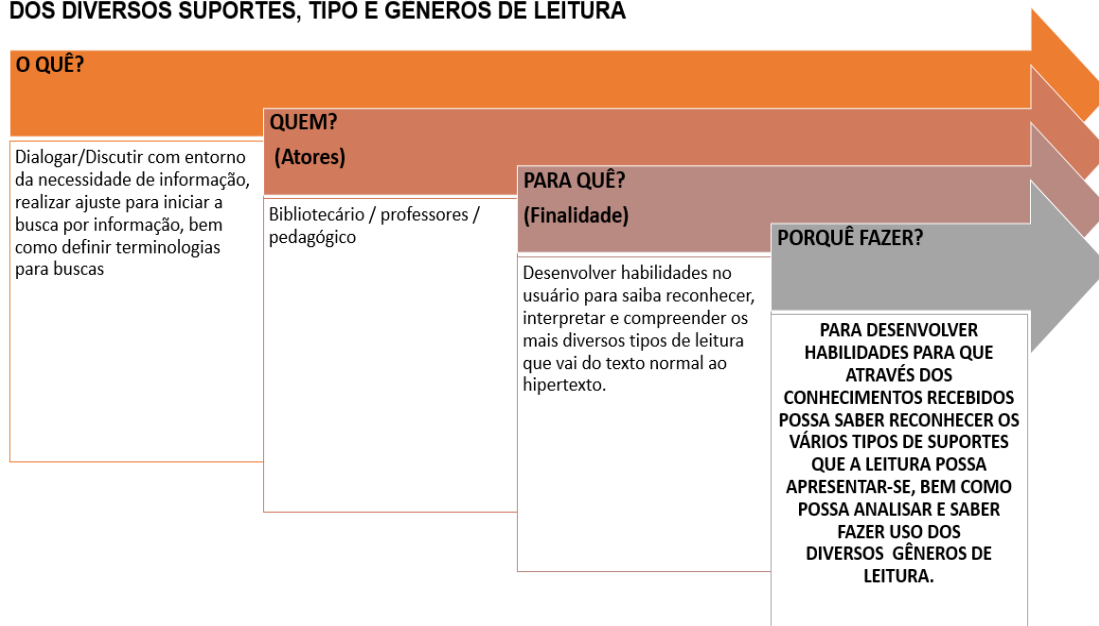 DOS DIVERSOS SUPORTES, TIPO E GÊNEROS DE LEITURA
O QUÊ?
Dialogar/Discutir com entorno
da necessidade de informação,
realizar ajuste para iniciar a
busca por informação, bem
como definir terminologias
para buscas
QUEM?
(Atores)
Bibliotecário / professores /
pedagógico
PARA QUÊ?
(Finalidade)
Desenvolver habilidades no
usuário para saiba reconhecer,
interpretar e compreender os
mais diversos tipos de leitura
que vai do texto normal ao
hipertexto.
PORQUÊ FAZER?
PARA DESENVOLVER
HABILIDADES PARA QUE
ATRAVÉS DOS
CONHECIMENTOS RECEBIDOS
POSSA SABER RECONHECER OS
VÁRIOS TIPOS DE SUPORTES
QUE A LEITURA POSSA
APRESENTAR-SE, BEM COMO
POSSA ANALISAR E SABER
FAZER USO DOS
DIVERSOS GÊNEROS DE
LEITURA.